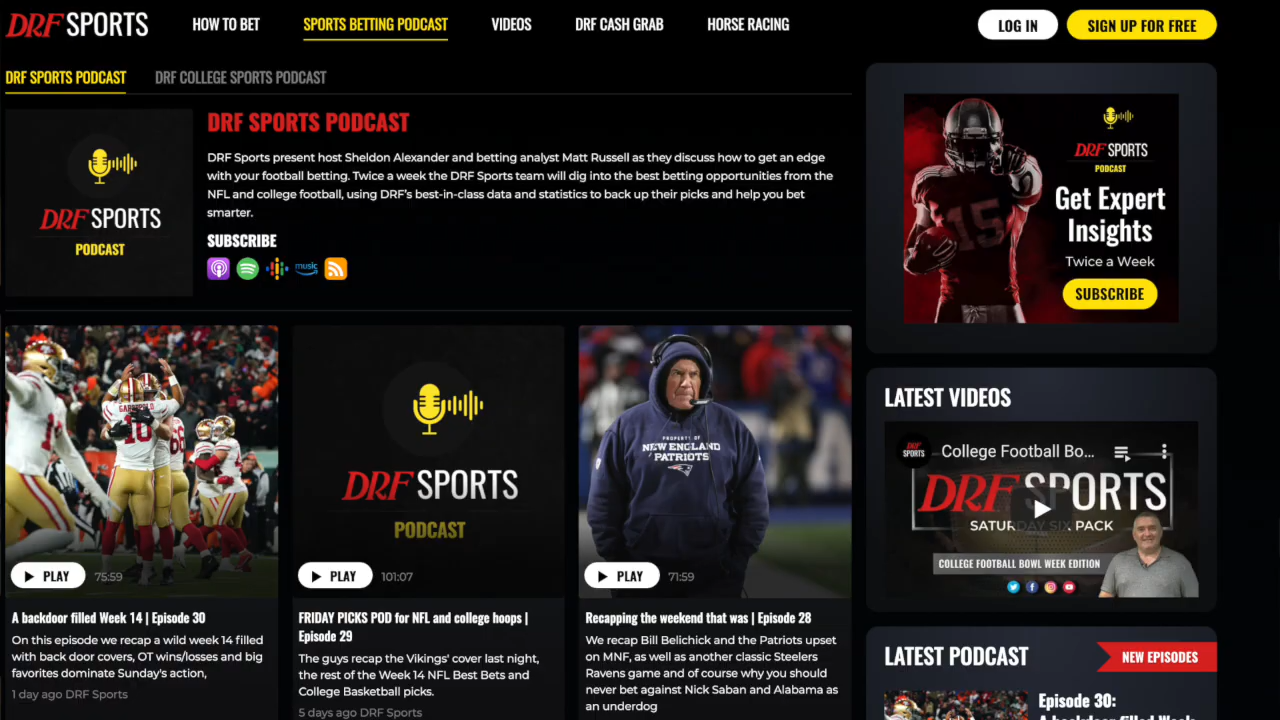 DRF SPORTS
HOW TO BET
SPORTS BETTING PODCAST
VIDEOS
DRF CASH GRAB
HORSE RACING
LOG IN
SIGN UP FOR FREE
DRF SPORTS PODCAST
DRF COLLEGE SPORTS PODCAST
DRF SPORTS
PODCAST
DRF SPORTS PODCAST
DRF Sports present host Sheldon Alexander and betting analyst Matt Russell as they discuss how to get an edge
with your football betting. Twice a week the DRF Sports team will dig into the best betting opportunities from the
NFL and college football, using DRF's best-in-class data and statistics to back up their picks and help you bet
smarter.
SUBSCRIBE
music
GAROPPOLO
10
68
PLAY
75:59
A backdoor filled Week 14 | Episode 30
On this episode we recap a wild week 14 filled
with back door covers, OT wins/losses and big
favorites dominate Sunday's action,
1 day ago DRF Sports
DRF SPORTS
PODCAST
PLAY
101:07
FRIDAY PICKS POD for NFL and college hoops |
Episode 29
The guys recap the Vikings' cover last night,
the rest of the Week 14 NFL Best Bets and
College Basketball picks.
5 days ago DRF Sports
PROPERTY OF
NEW ENGLAND
PATRIOTS
PLAY
71:59
Recapping the weekend that was | Episode 28
We recap Bill Belichick and the Patriots upset
on MNF, as well as another classic Steelers
Ravens game and of course why you should
never bet against Nick Saban and Alabama as
an underdog
15
DRF SPORTS
PODCAST
Get Expert
Insights
Twice a Week
SUBSCRIBE
LATEST VIDEOS
DRF
SPORTS
College Football Bo...
DRF SPORTS
SATURDAY SIX PACK
COLLEGE FOOTBALL BOWL WEEK EDITION
LATEST PODCAST
NEW EPISODES
Episode 30:
A backdoor filled Week